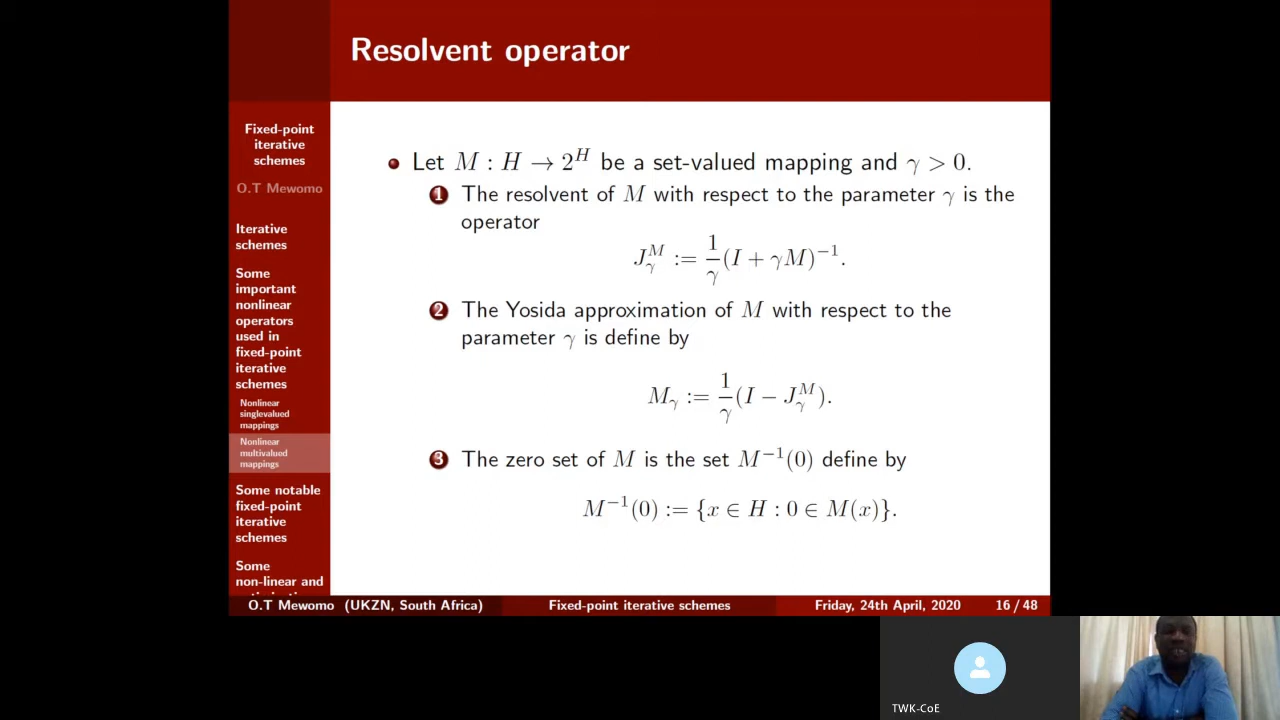 Resolvent operator
Fixed-point
iterative
schemes
O.T Mewomo
Iterative
schemes
Some
important
nonlinear
operators
used in
fixed-point
iterative
schemes
Nonlinear
singlevalued
mappings
Nonlinear
multivalued
mappings
Some notable
fixed-point
iterative
schemes
Some
non-linear and
Let M : H → 2^H be a set-valued mapping and γ > 0.
1 The resolvent of M with respect to the parameter γ is the
operator
J_γ^M := 1/γ (I + γM)^{−1}.
2 The Yosida approximation of M with respect to the
parameter γ is define by
M_γ := 1/γ (I − J_γ^M).
3 The zero set of M is the set M^{−1}(0) define by
M^{−1}(0) := {x ∈ H : 0 ∈ M(x)}.
O.T Mewomo (UKZN, South Africa) Fixed-point iterative schemes Friday, 24th April, 2020 16 / 48
TWK-CoE